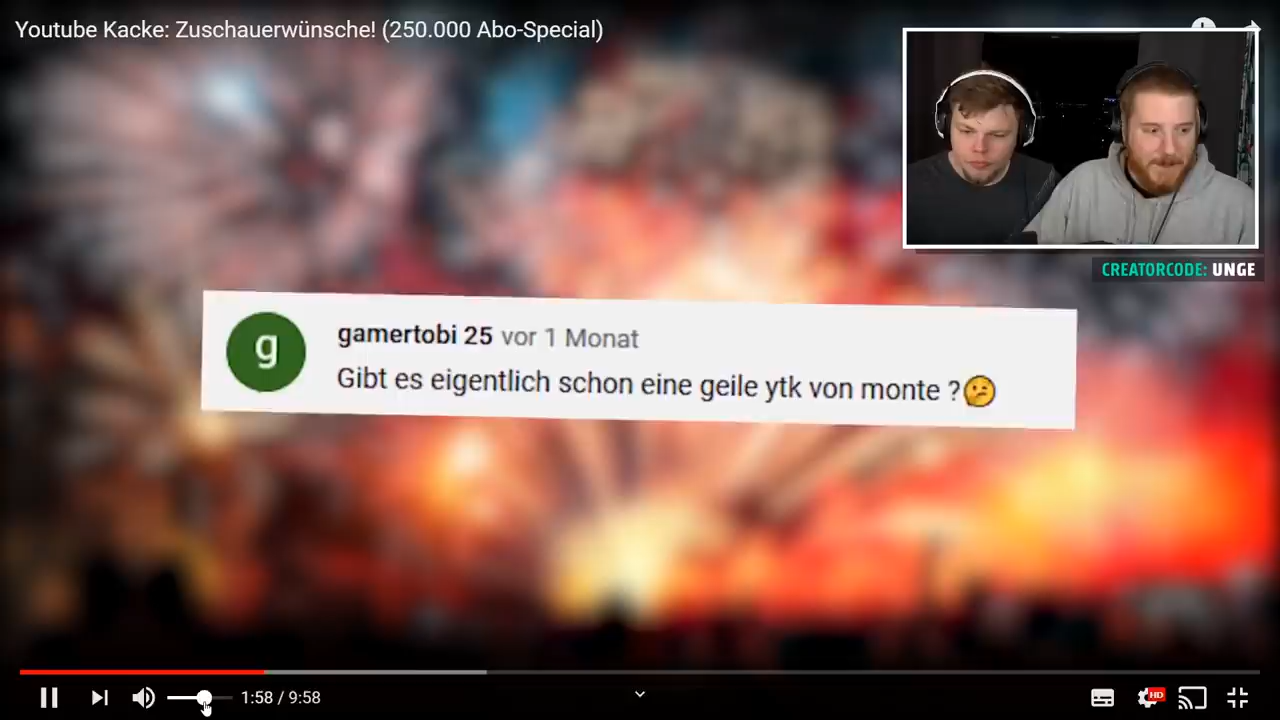 Youtube Kacke: Zuschauerwünsche! (250.000 Abo-Special)
CREATORCODE: UNGE
g
gamertobi 25 vor 1 Monat
Gibt es eigentlich schon eine geile ytk von monte ?😕
1:58 / 9:58
HD